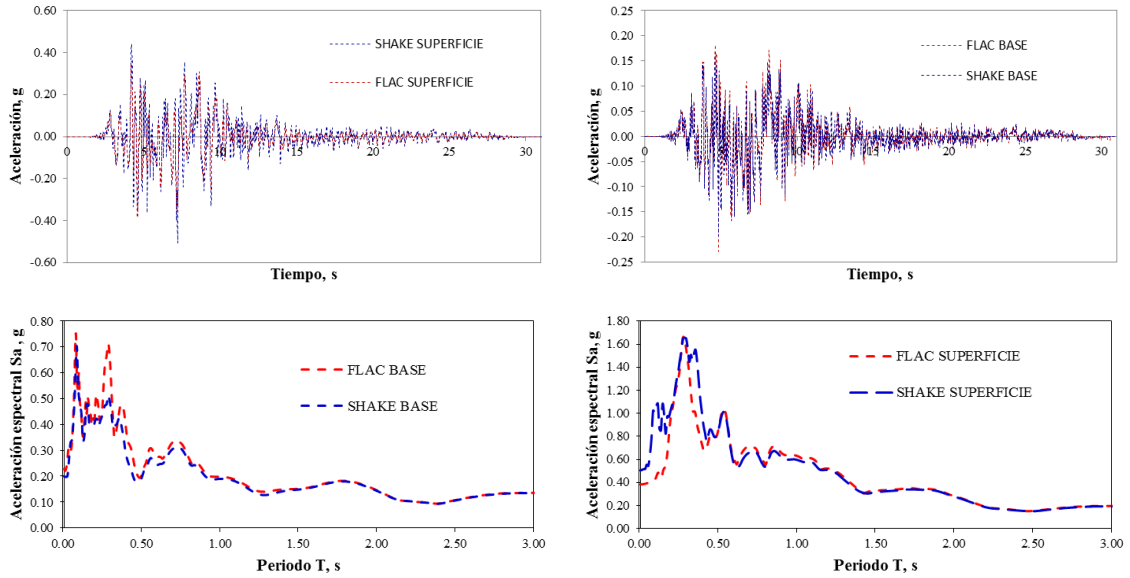 0.60
0.40
0.20
0.00
-0.20
-0.40
-0.60
Aceleración, g
0 5 10 15 20 25 30
Tiempo, s
SHAKE SUPERFICIE
FLAC SUPERFICIE
0.25
0.20
0.15
0.10
0.05
0.00
-0.05
-0.10
-0.15
-0.20
-0.25
Aceleración, g
0 5 10 15 20 25 30
Tiempo, s
FLAC BASE
SHAKE BASE
0.80
0.70
0.60
0.50
0.40
0.30
0.20
0.10
0.00
Aceleración espectral Sa, g
0.00 0.50 1.00 1.50 2.00 2.50 3.00
Periodo T, s
FLAC BASE
SHAKE BASE
1.80
1.60
1.40
1.20
1.00
0.80
0.60
0.40
0.20
0.00
Aceleración espectral Sa, g
0.00 0.50 1.00 1.50 2.00 2.50 3.00
Periodo T, s
FLAC SUPERFICIE
SHAKE SUPERFICIE